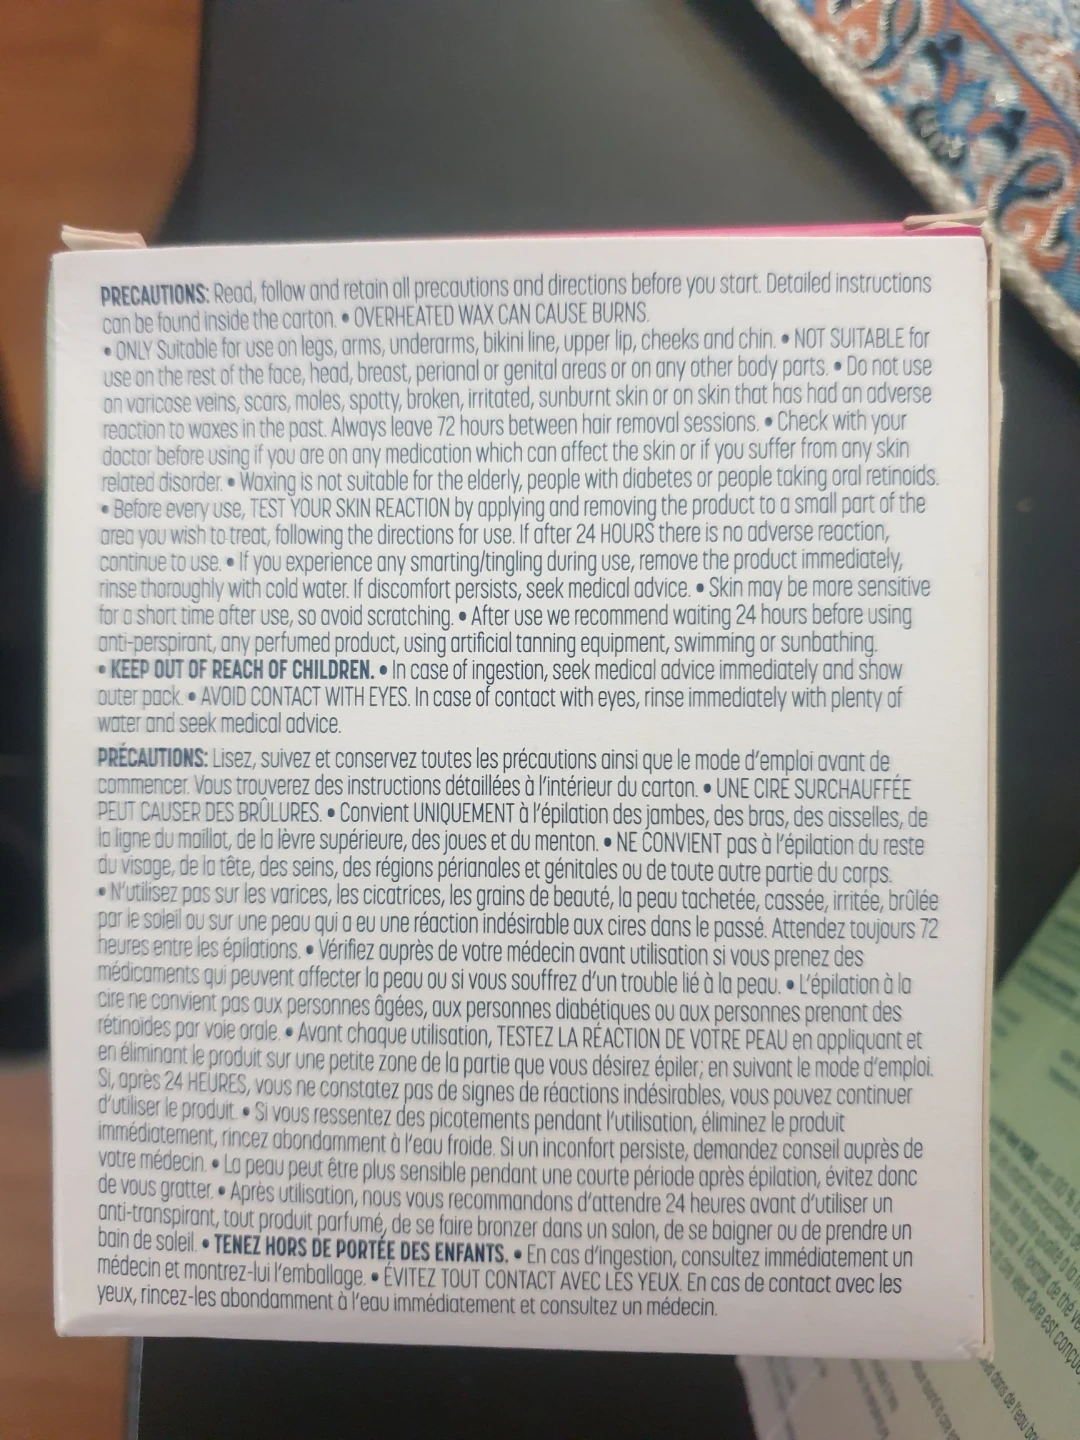 PRECAUTIONS: Read, follow and retain all precautions and directions before you start. Detailed instructions
can be found inside the carton. • OVERHEATED WAX CAN CAUSE BURNS.
• ONLY Suitable for use on legs, arms, underarms, bikini line, upper lip, cheeks and chin. • NOT SUITABLE for
use on the rest of the face, head, breast, perianal or genital areas or on any other body parts. • Do not use
on varicose veins, scars, moles, spotty, broken, irritated, sunburnt skin or on skin that has had an adverse
reaction to waxes in the past. Always leave 72 hours between hair removal sessions. • Check with your
doctor before using if you are on any medication which can affect the skin or if you suffer from any skin
related disorder. • Waxing is not suitable for the elderly, people with diabetes or people taking oral retinoids.
• Before every use, TEST YOUR SKIN REACTION by applying and removing the product to a small part of the
area you wish to treat, following the directions for use. If after 24 HOURS there is no adverse reaction,
continue to use. • If you experience any smarting/tingling during use, remove the product immediately,
rinse thoroughly with cold water. If discomfort persists, seek medical advice. • Skin may be more sensitive
for a short time after use, so avoid scratching. • After use we recommend waiting 24 hours before using
anti-perspirant, any perfumed product, using artificial tanning equipment, swimming or sunbathing.
• KEEP OUT OF REACH OF CHILDREN. • In case of ingestion, seek medical advice immediately and show
outer pack. • AVOID CONTACT WITH EYES. In case of contact with eyes, rinse immediately with plenty of
water and seek medical advice.
PRÉCAUTIONS: Lisez, suivez et conservez toutes les précautions ainsi que le mode d'emploi avant de
commencer. Vous trouverez des instructions détaillées à l'intérieur du carton. • UNE CIRE SURCHAUFFÉE
PEUT CAUSER DES BRÛLURES. • Convient UNIQUEMENT à l'épilation des jambes, des bras, des aisselles, de
la ligne du maillot, de la lèvre supérieure, des joues et du menton. • NE CONVIENT pas à l'épilation du reste
du visage, de la tête, des seins, des régions périanales et génitales ou de toute autre partie du corps.
• N'utilisez pas sur les varices, les cicatrices, les grains de beauté, la peau tachetée, cassée, irritée, brûlée
par le soleil ou sur une peau qui a eu une réaction indésirable aux cires dans le passé. Attendez toujours 72
heures entre les épilations. • Vérifiez auprès de votre médecin avant utilisation si vous prenez des
médicaments qui peuvent affecter la peau ou si vous souffrez d'un trouble lié à la peau. • L'épilation à la
cire ne convient pas aux personnes âgées, aux personnes diabétiques ou aux personnes prenant des
rétinoïdes par voie orale. • Avant chaque utilisation, TESTEZ LA RÉACTION DE VOTRE PEAU en appliquant et
en éliminant le produit sur une petite zone de la partie que vous désirez épiler; en suivant le mode d'emploi.
Si, après 24 HEURES, vous ne constatez pas de signes de réactions indésirables, vous pouvez continuer
d'utiliser le produit. • Si vous ressentez des picotements pendant l'utilisation, éliminez le produit
immédiatement, rincez abondamment à l'eau froide. Si un inconfort persiste, demandez conseil auprès de
votre médecin. • La peau peut être plus sensible pendant une courte période après épilation, évitez donc
de vous gratter. • Après utilisation, nous vous recommandons d'attendre 24 heures avant d'utiliser un
anti-transpirant, tout produit parfumé, de se faire bronzer dans un salon, de se baigner ou de prendre un
bain de soleil. • TENEZ HORS DE PORTÉE DES ENFANTS. • En cas d'ingestion, consultez immédiatement un
médecin et montrez-lui l'emballage. • ÉVITEZ TOUT CONTACT AVEC LES YEUX. En cas de contact avec les
yeux, rincez-les abondamment à l'eau immédiatement et consultez un médecin.